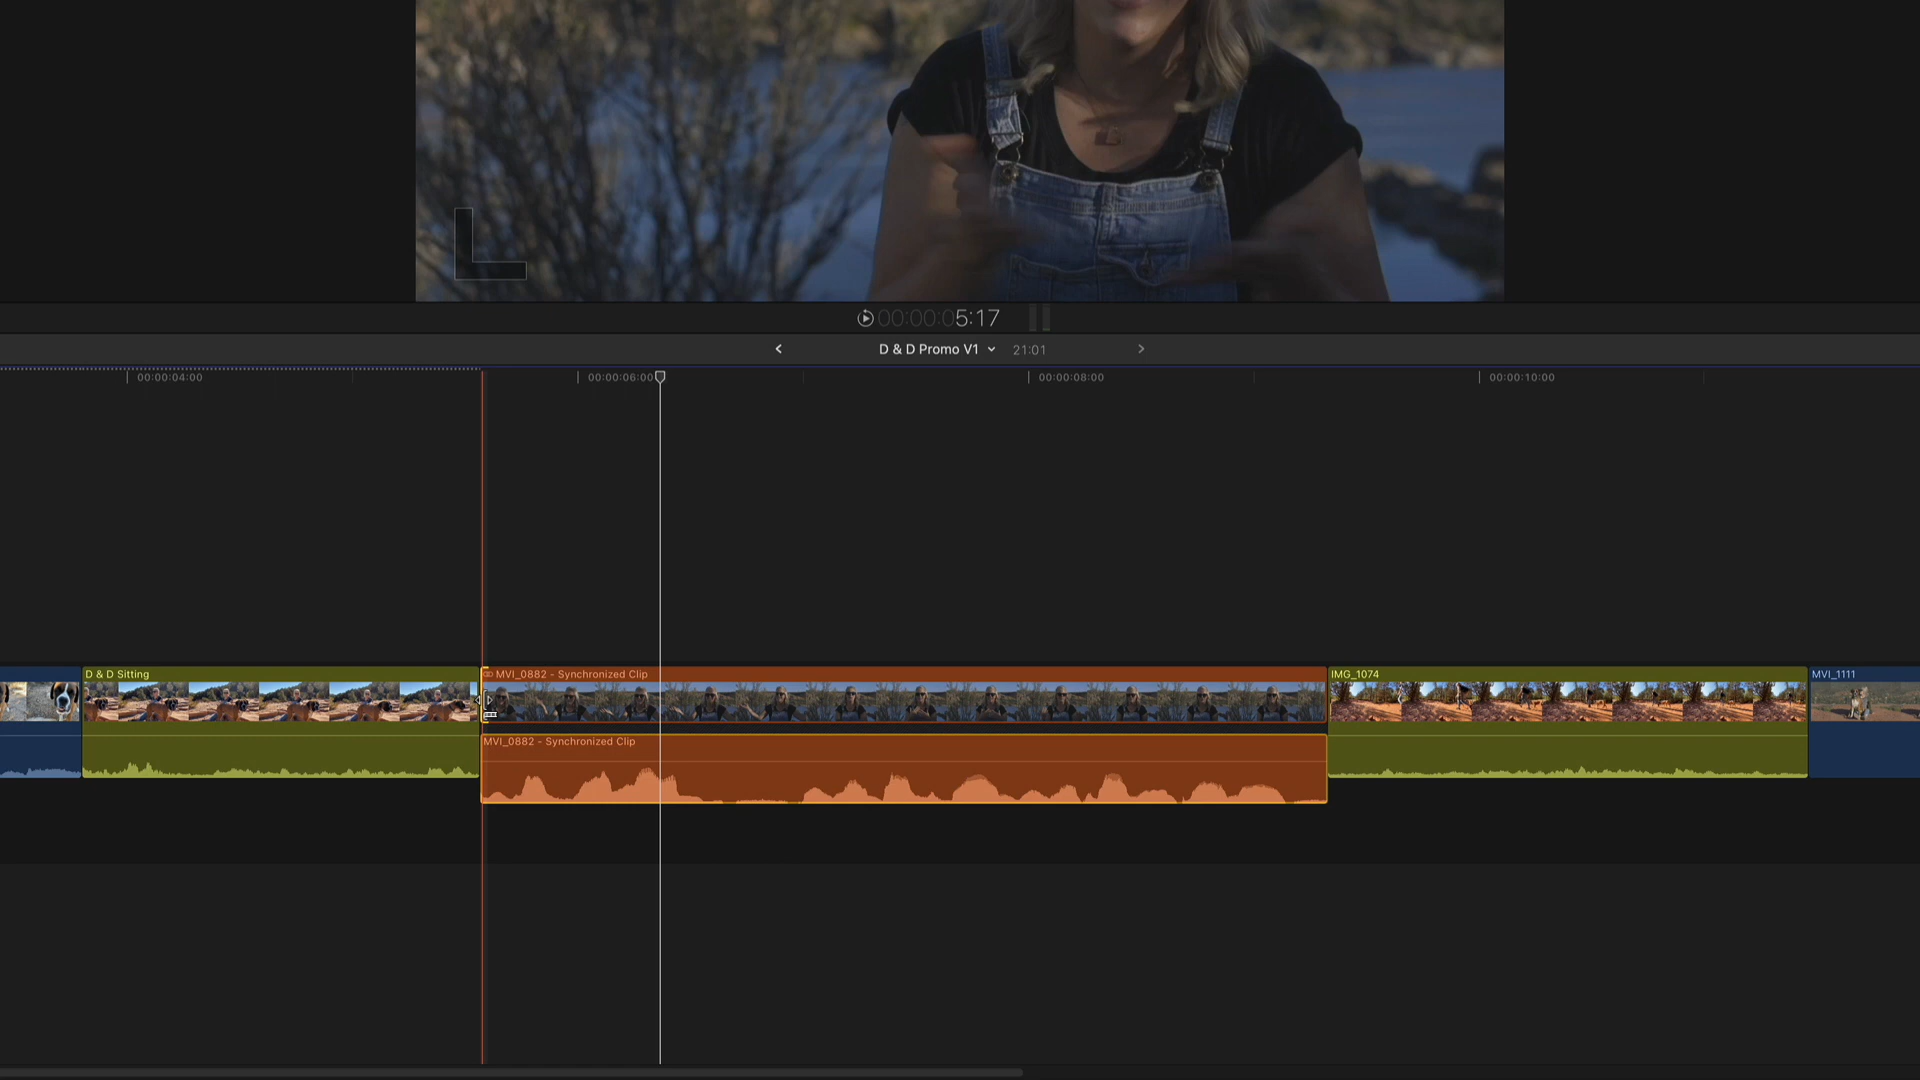 00:00:05:17
D & D Promo V1
21:01
00:00:04:00
00:00:06:00
00:00:08:00
00:00:10:00
D & D Sitting
MVI_0882 - Synchronized Clip
IMG_1074
MVI_1111
MVI_0882 - Synchronized Clip